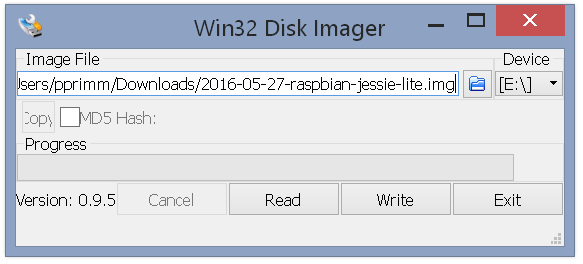 Win32 Disk Imager
Image File
Device
Jsers/pprimm/Downloads/2016-05-27-raspbian-jessie-lite.img
[E:\]
Copy
MD5 Hash:
Progress
Version: 0.9.5
Cancel
Read
Write
Exit